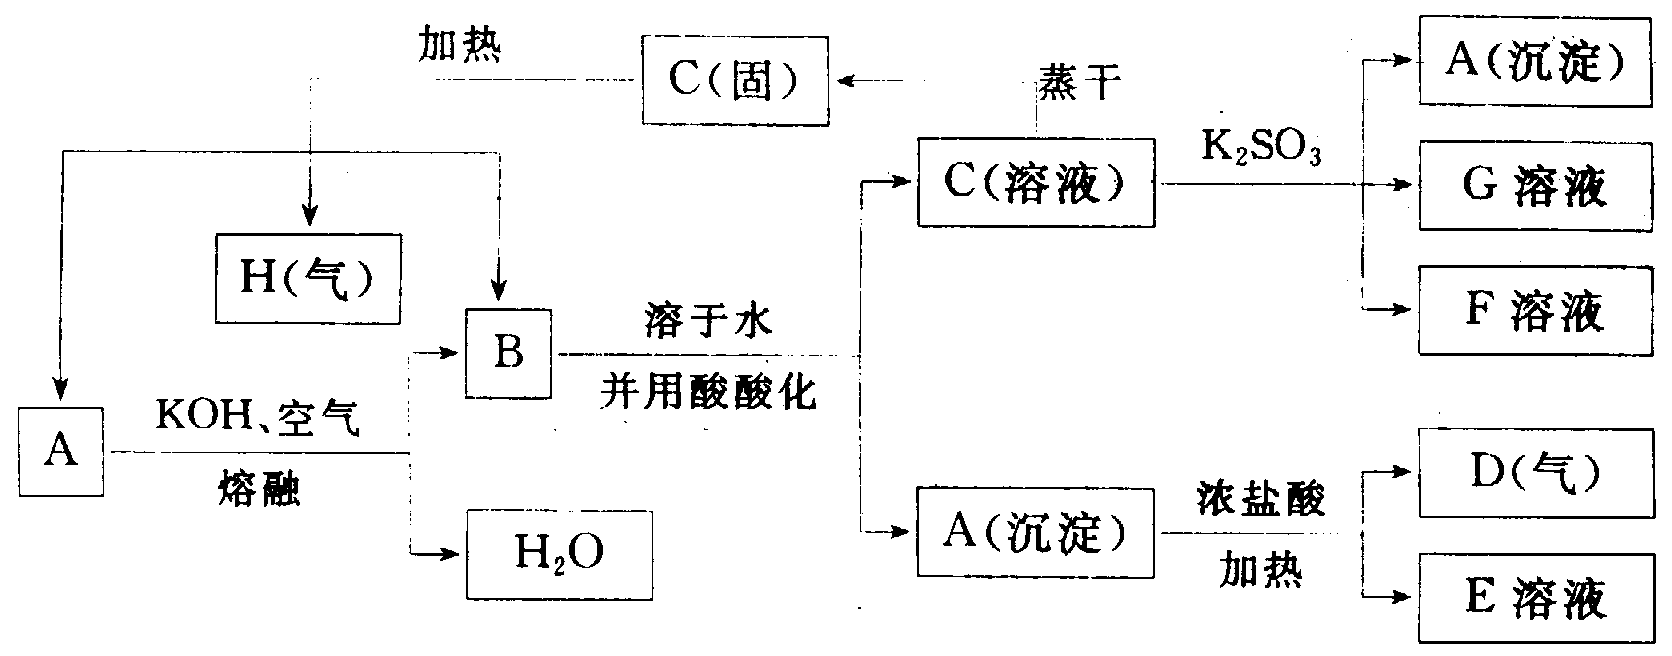 加热
C(固)
蒸干
A(沉淀)
C(溶液)
K₂SO₃
G 溶液
H(气)
F 溶液
B
溶于水
并用酸酸化
A
KOH、空气
熔融
H₂O
A(沉淀)
浓盐酸
加热
D(气)
E 溶液